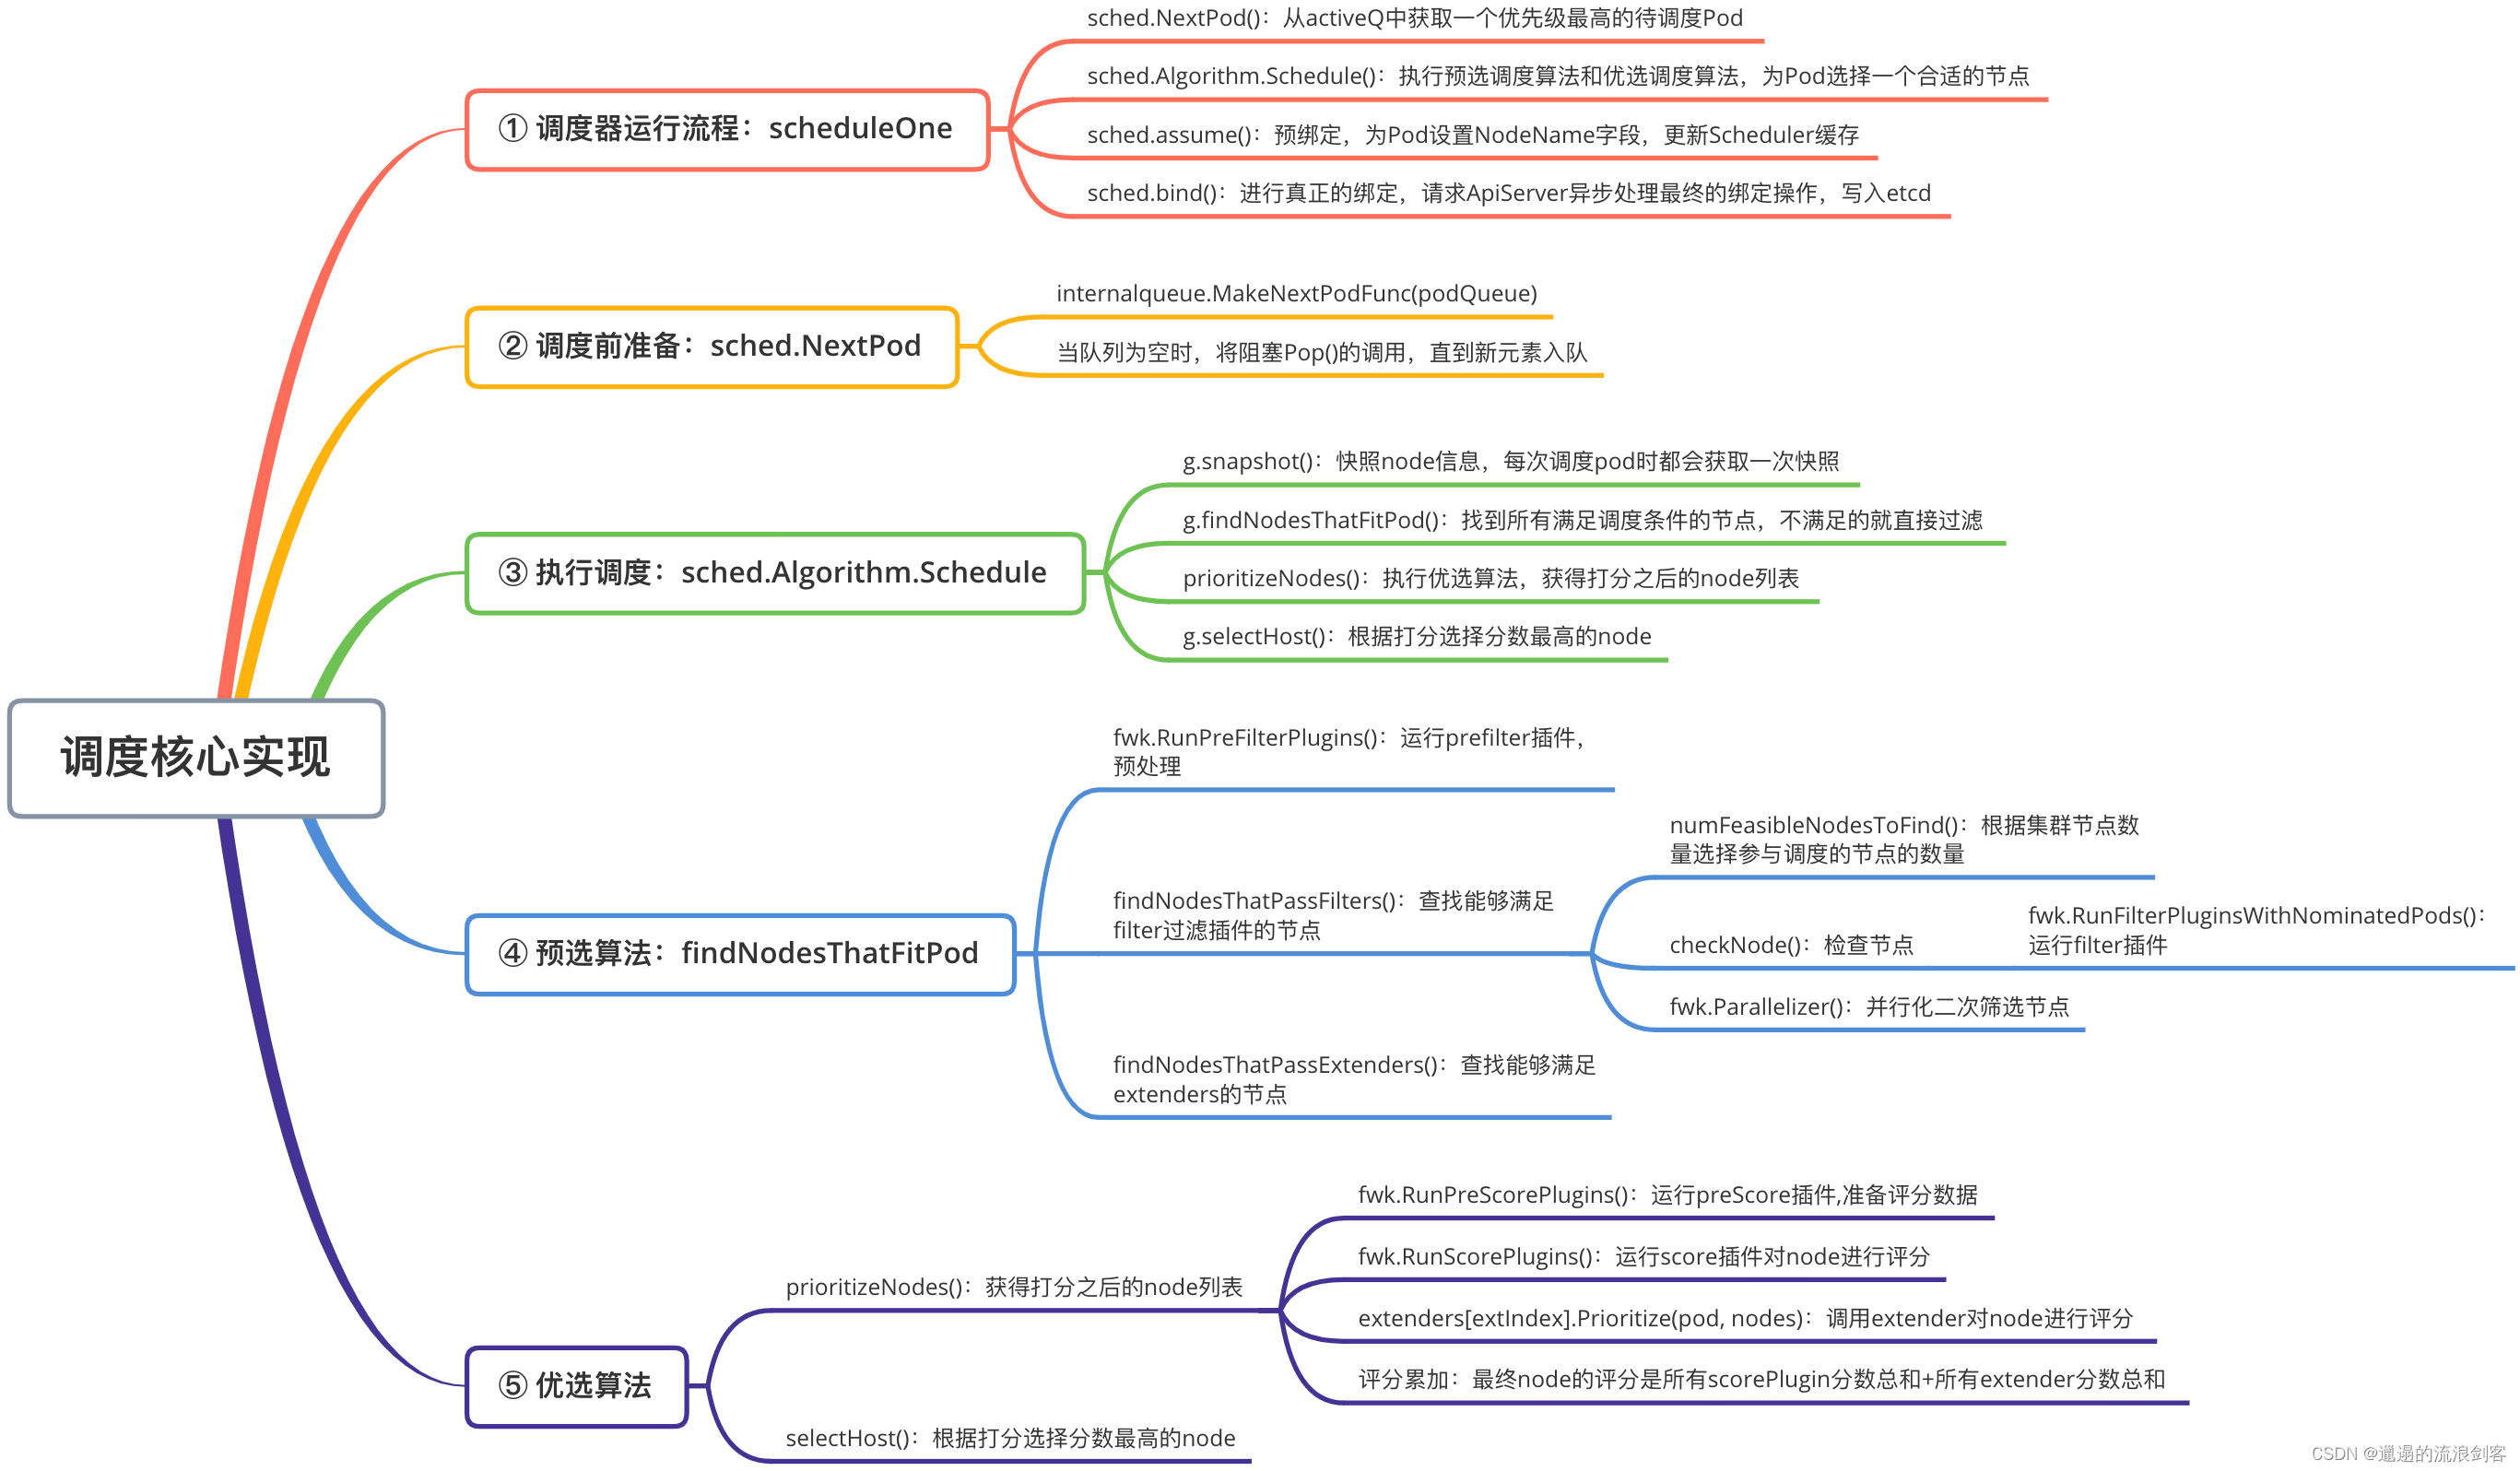 调度核心实现
① 调度器运行流程：scheduleOne
sched.NextPod()：从activeQ中获取一个优先级最高的待调度Pod
sched.Algorithm.Schedule()：执行预选调度算法和优选调度算法，为Pod选择一个合适的节点
sched.assume()：预绑定，为Pod设置NodeName字段，更新Scheduler缓存
sched.bind()：进行真正的绑定，请求ApiServer异步处理最终的绑定操作，写入etcd
② 调度前准备：sched.NextPod
internalqueue.MakeNextPodFunc(podQueue)
当队列为空时，将阻塞Pop()的调用，直到新元素入队
③ 执行调度：sched.Algorithm.Schedule
g.snapshot()：快照node信息，每次调度pod时都会获取一次快照
g.findNodesThatFitPod()：找到所有满足调度条件的节点，不满足的就直接过滤
prioritizeNodes()：执行优选算法，获得打分之后的node列表
g.selectHost()：根据打分选择分数最高的node
④ 预选算法：findNodesThatFitPod
fwk.RunPreFilterPlugins()：运行prefilter插件，
预处理
findNodesThatPassFilters()：查找能够满足
filter过滤插件的节点
numFeasibleNodesToFind()：根据集群节点数
量选择参与调度的节点的数量
checkNode()：检查节点
fwk.RunFilterPluginsWithNominatedPods()：
运行filter插件
fwk.Parallelizer()：并行化二次筛选节点
findNodesThatPassExtenders()：查找能够满足
extenders的节点
⑤ 优选算法
prioritizeNodes()：获得打分之后的node列表
fwk.RunPreScorePlugins()：运行preScore插件,准备评分数据
fwk.RunScorePlugins()：运行score插件对node进行评分
extenders[extIndex].Prioritize(pod, nodes)：调用extender对node进行评分
评分累加：最终node的评分是所有scorePlugin分数总和+所有extender分数总和
selectHost()：根据打分选择分数最高的node
CSDN @邋遢的流浪剑客